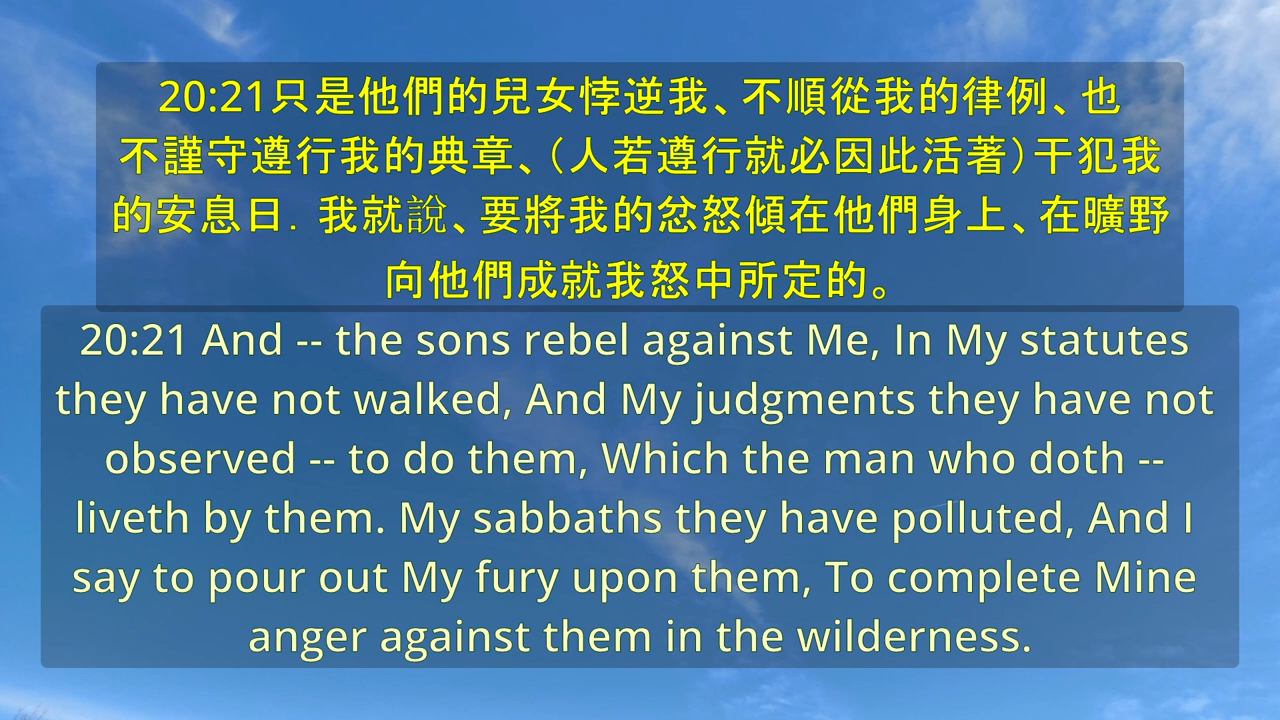 20:21只是他們的兒女悖逆我、不順從我的律例、也
不謹守遵行我的典章、（人若遵行就必因此活著）干犯我
的安息日．我就說、要將我的忿怒傾在他們身上、在曠野
向他們成就我怒中所定的。
20:21 And -- the sons rebel against Me, In My statutes
they have not walked, And My judgments they have not
observed -- to do them, Which the man who doth --
liveth by them. My sabbaths they have polluted, And I
say to pour out My fury upon them, To complete Mine
anger against them in the wilderness.